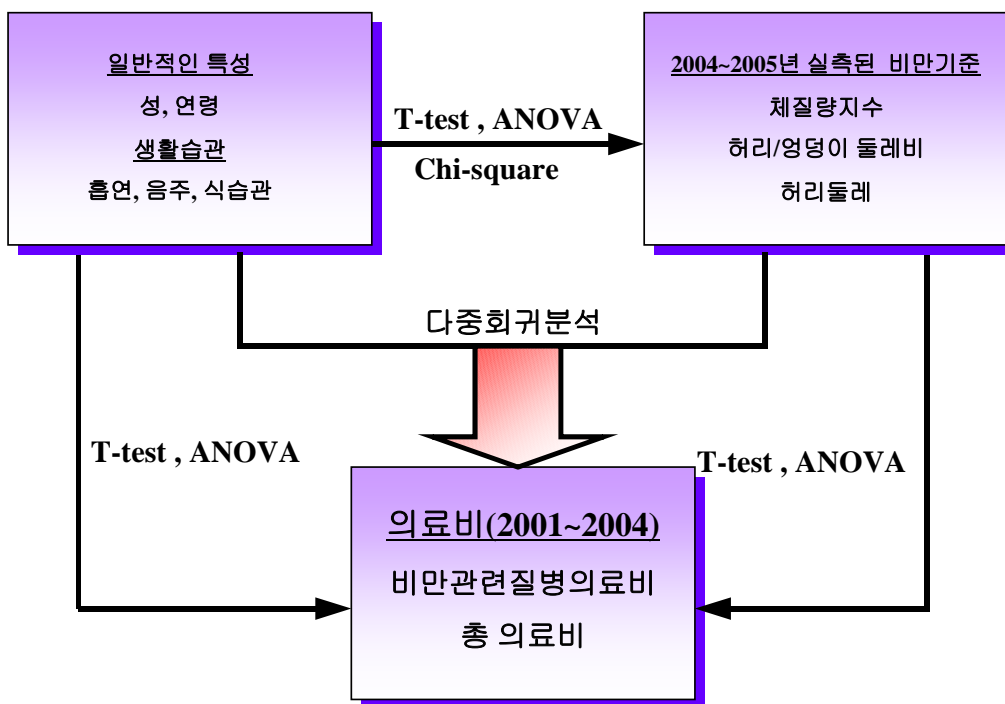 일반적인 특성
성, 연령
생활습관
흡연, 음주, 식습관
T-test , ANOVA
Chi-square
2004~2005년 실측된 비만기준
체질량지수
허리/엉덩이 둘레비
허리둘레
다중회귀분석
T-test , ANOVA
T-test , ANOVA
의료비(2001~2004)
비만관련질병의료비
총 의료비